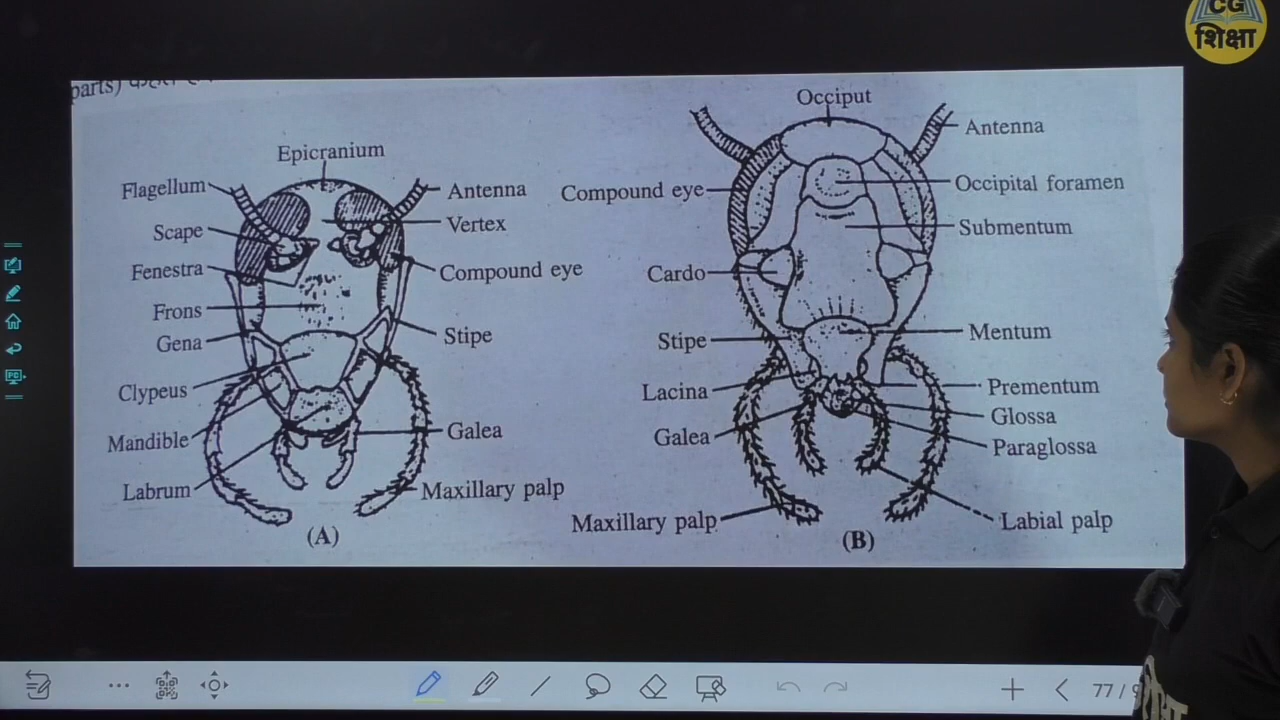 CG
शिक्षा
parts)
Epicranium
Flagellum
Antenna
Scape
Vertex
Fenestra
Compound eye
Frons
Gena
Stipe
Clypeus
Mandible
Galea
Labrum
Maxillary palp
(A)
Occiput
Antenna
Compound eye
Occipital foramen
Submentum
Cardo
Stipe
Mentum
Lacina
Prementum
Glossa
Galea
Paraglossa
Maxillary palp
Labial palp
(B)
77 /